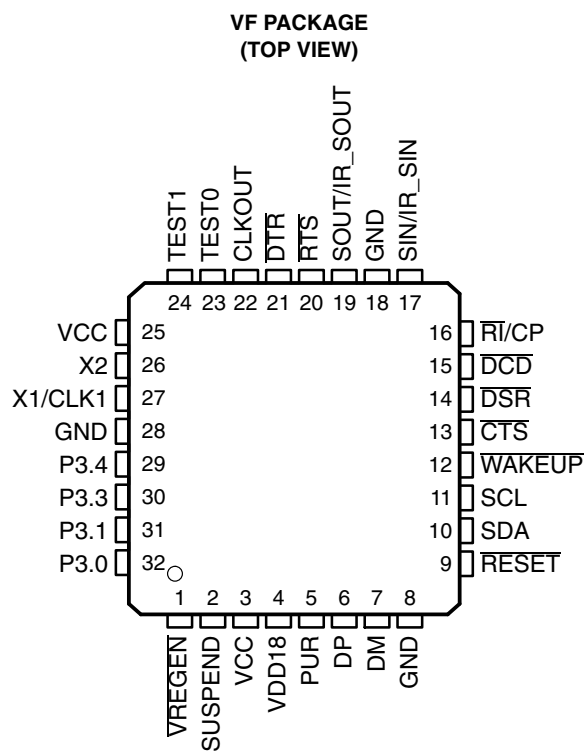 VF PACKAGE
(TOP VIEW)
TEST1
TEST0
CLKOUT
DTR
RTS
SOUT/IR_SOUT
GND
SIN/IR_SIN
24 23 22 21 20 19 18 17
VCC 25
X2 26
X1/CLK1 27
GND 28
P3.4 29
P3.3 30
P3.1 31
P3.0 32
16 RI/CP
15 DCD
14 DSR
13 CTS
12 WAKEUP
11 SCL
10 SDA
9 RESET
1 2 3 4 5 6 7 8
VREGEN
SUSPEND
VCC
VDD18
PUR
DP
DM
GND